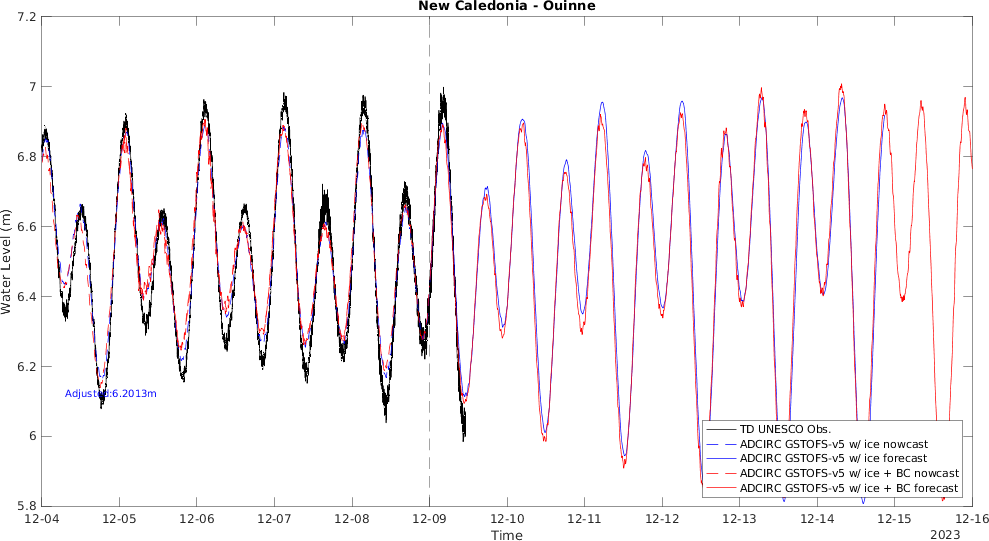 New Caledonia - Ouinne
7.2
7
6.8
6.6
6.4
6.2
6
5.8
Water Level (m)
Adjusted:6.2013m
TD UNESCO Obs.
ADCIRC GSTOFS-v5 w/ ice nowcast
ADCIRC GSTOFS-v5 w/ ice forecast
ADCIRC GSTOFS-v5 w/ ice + BC nowcast
ADCIRC GSTOFS-v5 w/ ice + BC forecast
12-04 12-05 12-06 12-07 12-08 12-09 12-10 12-11 12-12 12-13 12-14 12-15 12-16
Time
2023